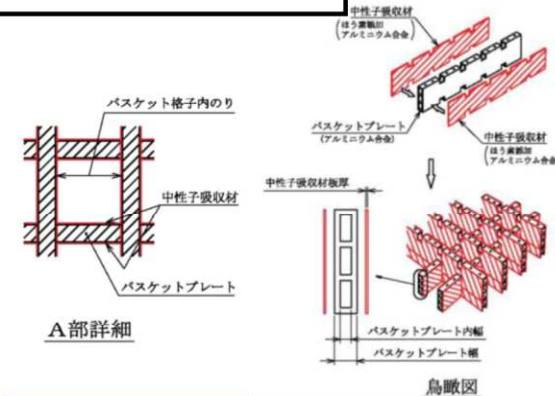 中性子吸収材
(ほう素添加
アルミニウム合金)
バスケットプレート
(アルミニウム合金)
中性子吸収材
(ほう素添加
アルミニウム合金
バスケット格子内のり
中性子吸収材
バスケットプレート
A部詳細
中性子吸収材板厚
バスケットプレート内幅
バスケットプレート幅
鳥瞰図